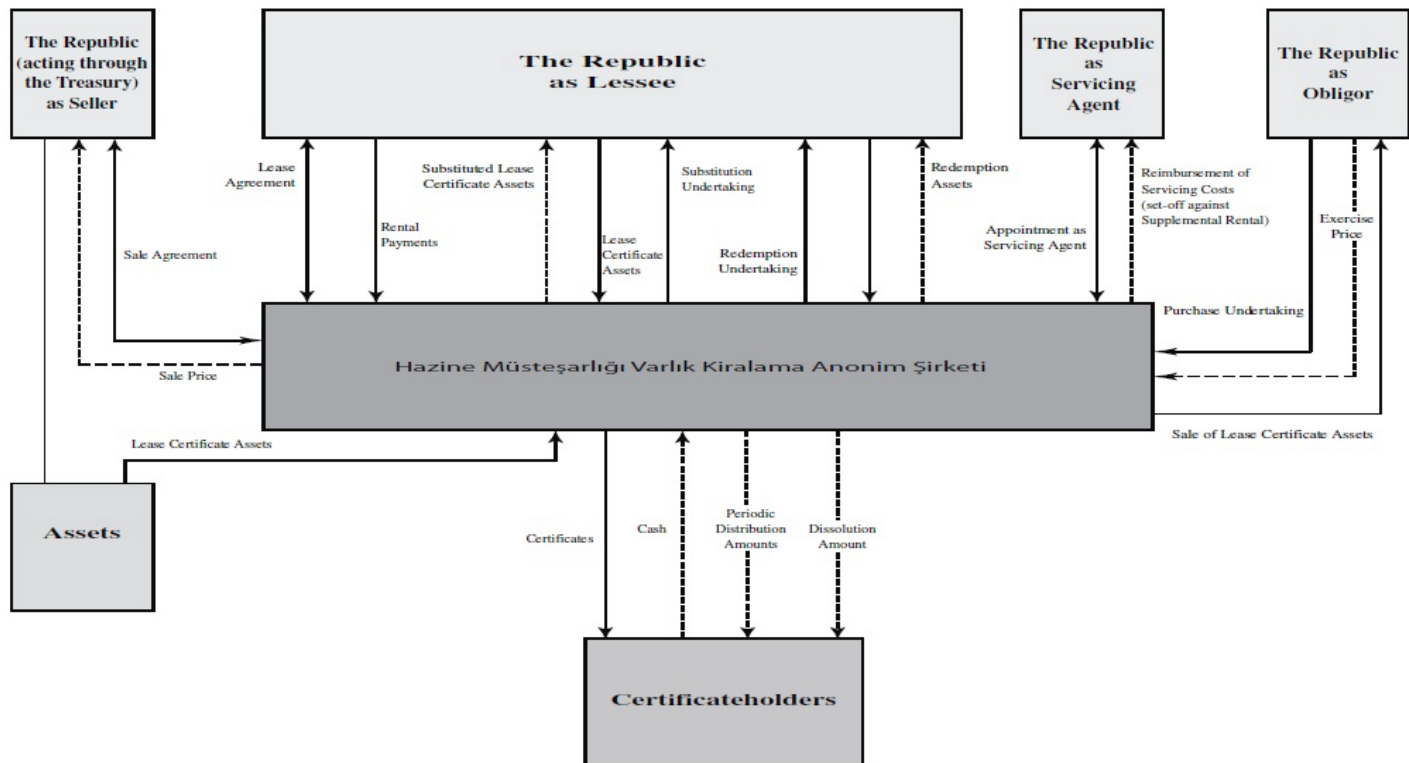 The Republic
(acting through
the Treasury)
as Seller
The Republic
as Lessee
The Republic
as
Servicing
Agent
The Republic
as
Obligor
Lease
Agreement
Rental
Payments
Substituted Lease
Certificate Assets
Lease
Certificate
Assets
Substitution
Undertaking
Redemption
Undertaking
Redemption
Assets
Appointment as
Servicing Agent
Reimbursement of
Servicing Costs
(set-off against
Supplemental Rental)
Exercise
Price
Sale Agreement
Purchase Undertaking
Sale Price
Hazine Müsteşarlığı Varlık Kiralama Anonim Şirketi
Sale of Lease Certificate Assets
Lease Certificate Assets
Assets
Certificates
Cash
Periodic
Distribution
Amounts
Dissolution
Amount
Certificateholders